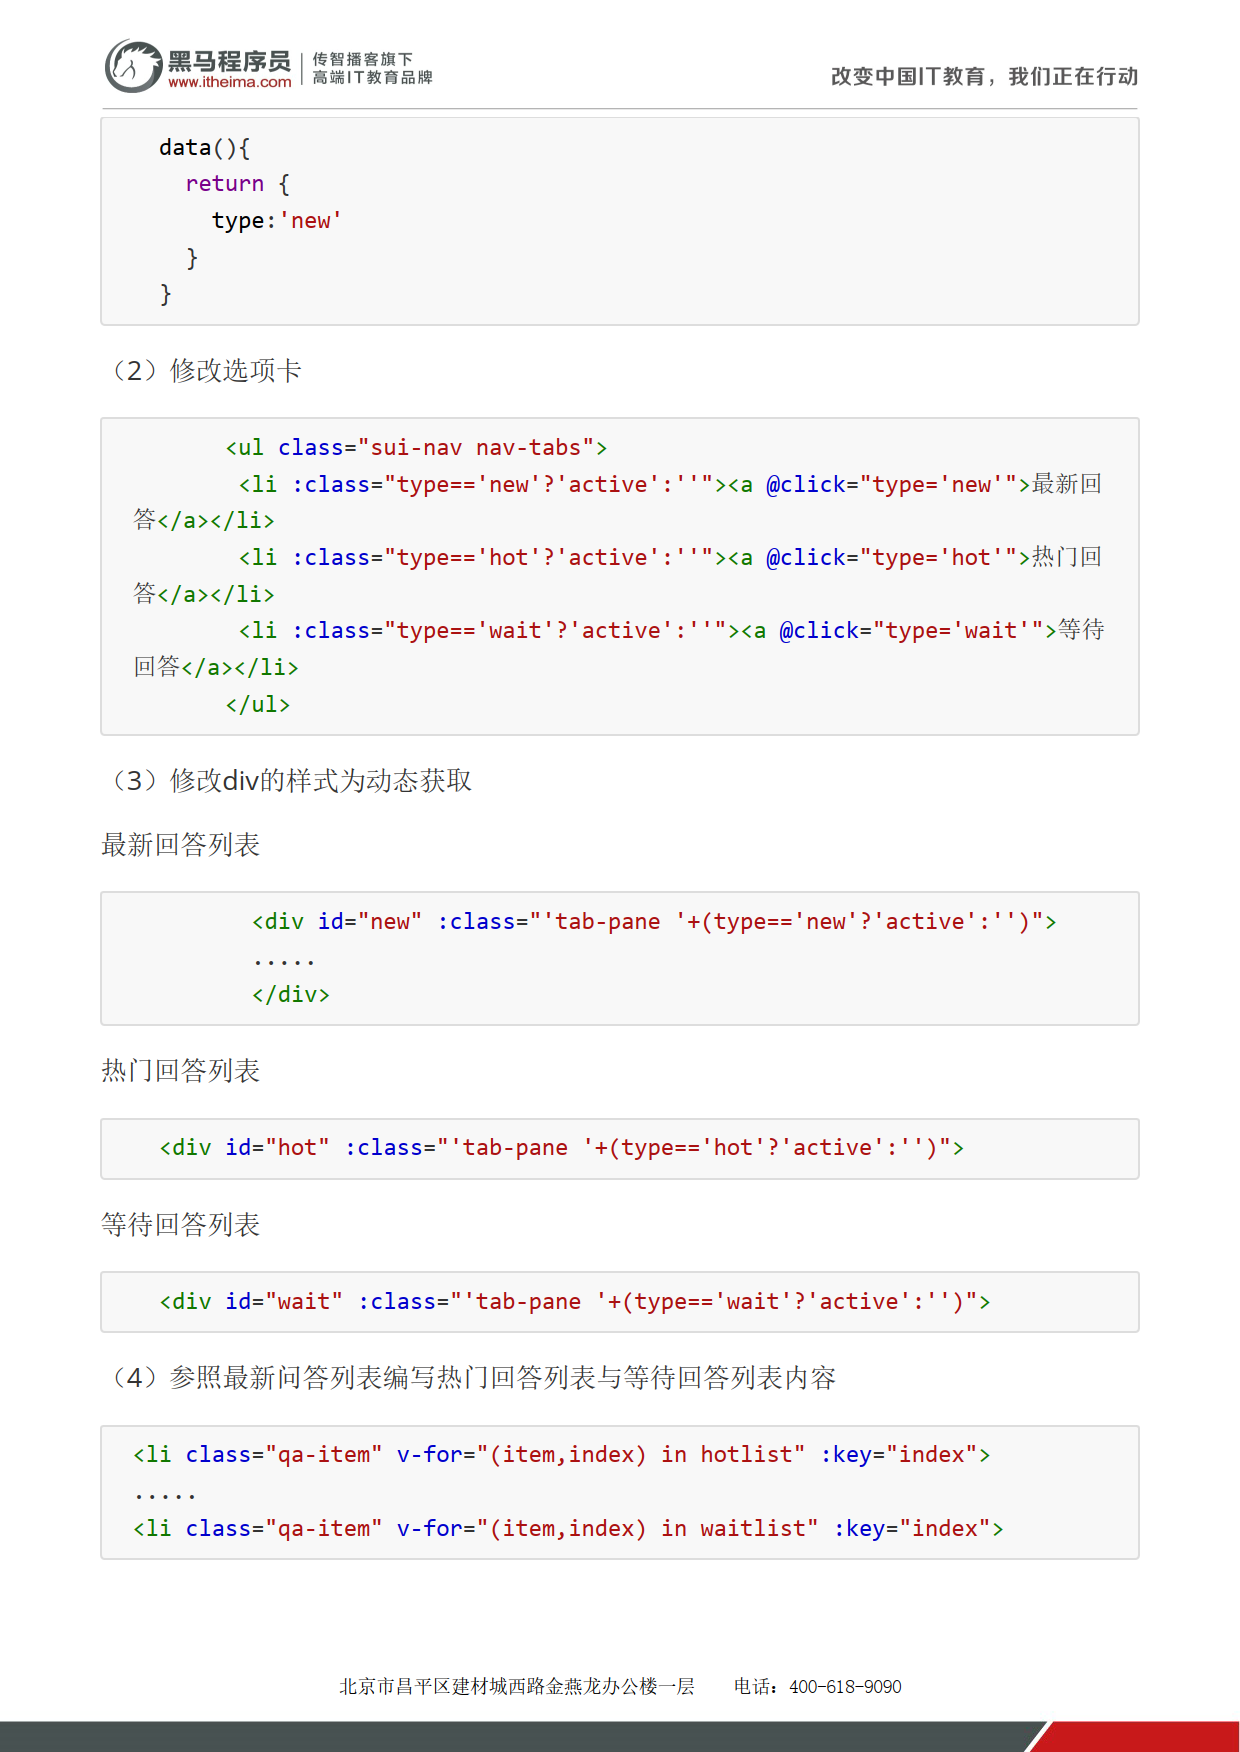 黑马程序员
www.itheima.com
传智播客旗下
高端IT教育品牌
改变中国IT教育，我们正在行动
data(){
return {
type:'new'
}
}
（2）修改选项卡
<ul class="sui-nav nav-tabs">
<li :class="type=='new'?'active':''"><a @click="type='new'">最新回
答</a></li>
<li :class="type=='hot'?'active':''"><a @click="type='hot'">热门回
答</a></li>
<li :class="type=='wait'?'active':''"><a @click="type='wait'">等待
回答</a></li>
</ul>
（3）修改div的样式为动态获取
最新回答列表
<div id="new" :class="'tab-pane '+(type=='new'?'active':'')">
.....
</div>
热门回答列表
<div id="hot" :class="'tab-pane '+(type=='hot'?'active':'')">
等待回答列表
<div id="wait" :class="'tab-pane '+(type=='wait'?'active':'')">
（4）参照最新问答列表编写热门回答列表与等待回答列表内容
<li class="qa-item" v-for="(item,index) in hotlist" :key="index">
.....
<li class="qa-item" v-for="(item,index) in waitlist" :key="index">
北京市昌平区建材城西路金燕龙办公楼一层 电话：400-618-9090